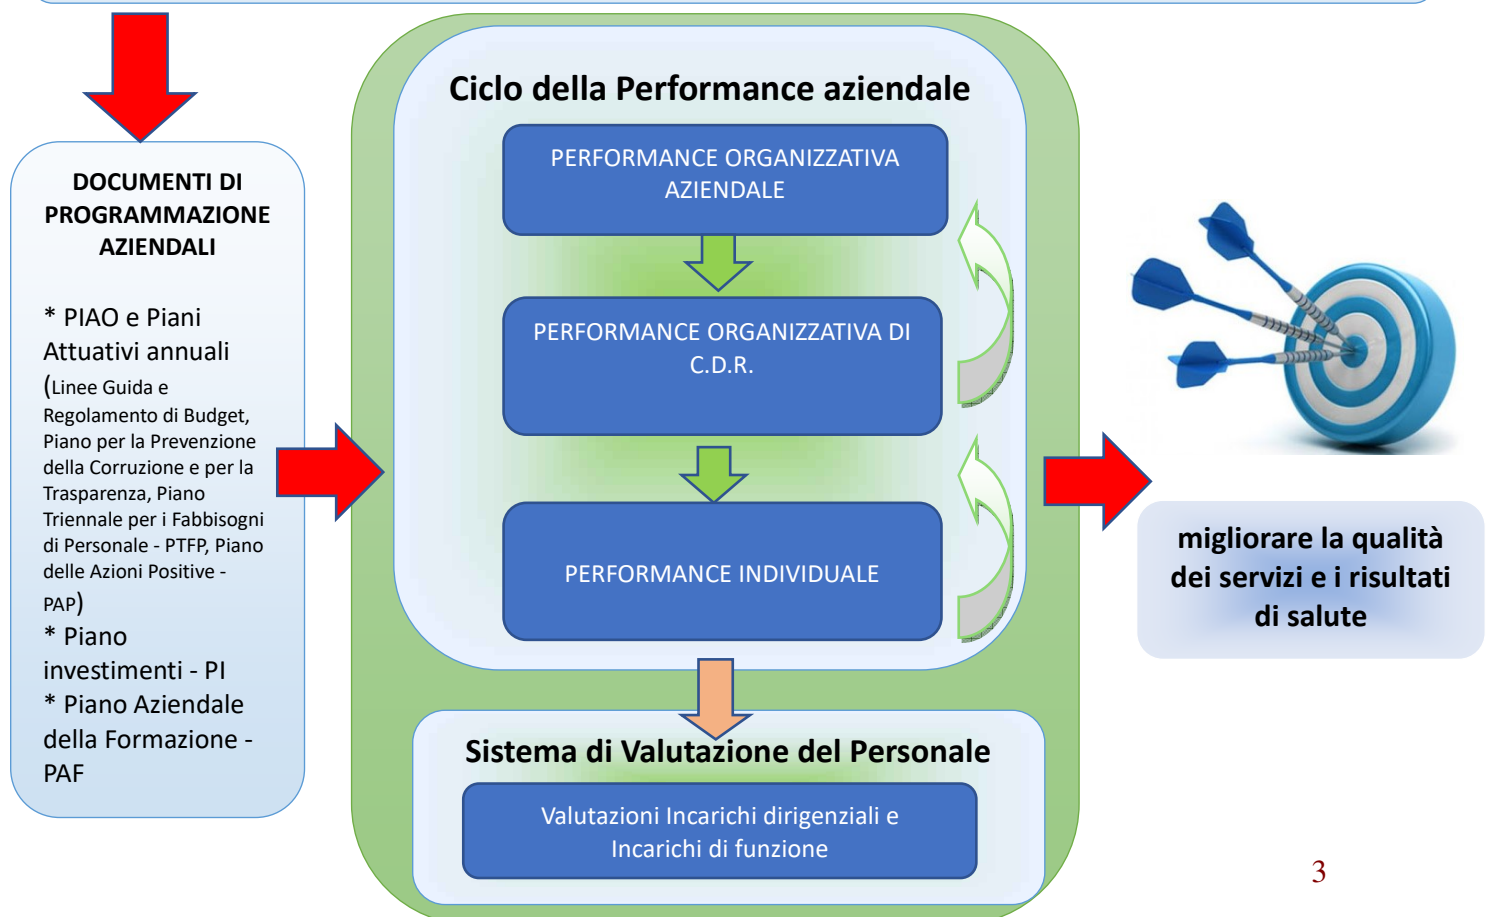 DOCUMENTI DI
PROGRAMMAZIONE
AZIENDALI
* PIAO e Piani
Attuativi annuali
(Linee Guida e
Regolamento di Budget,
Piano per la Prevenzione
della Corruzione e per la
Trasparenza, Piano
Triennale per i Fabbisogni
di Personale - PTFP, Piano
delle Azioni Positive -
PAP)
* Piano
investimenti - PI
* Piano Aziendale
della Formazione -
PAF
Ciclo della Performance aziendale
PERFORMANCE ORGANIZZATIVA
AZIENDALE
PERFORMANCE ORGANIZZATIVA DI
C.D.R.
PERFORMANCE INDIVIDUALE
Sistema di Valutazione del Personale
Valutazioni Incarichi dirigenziali e
Incarichi di funzione
migliorare la qualità
dei servizi e i risultati
di salute
3